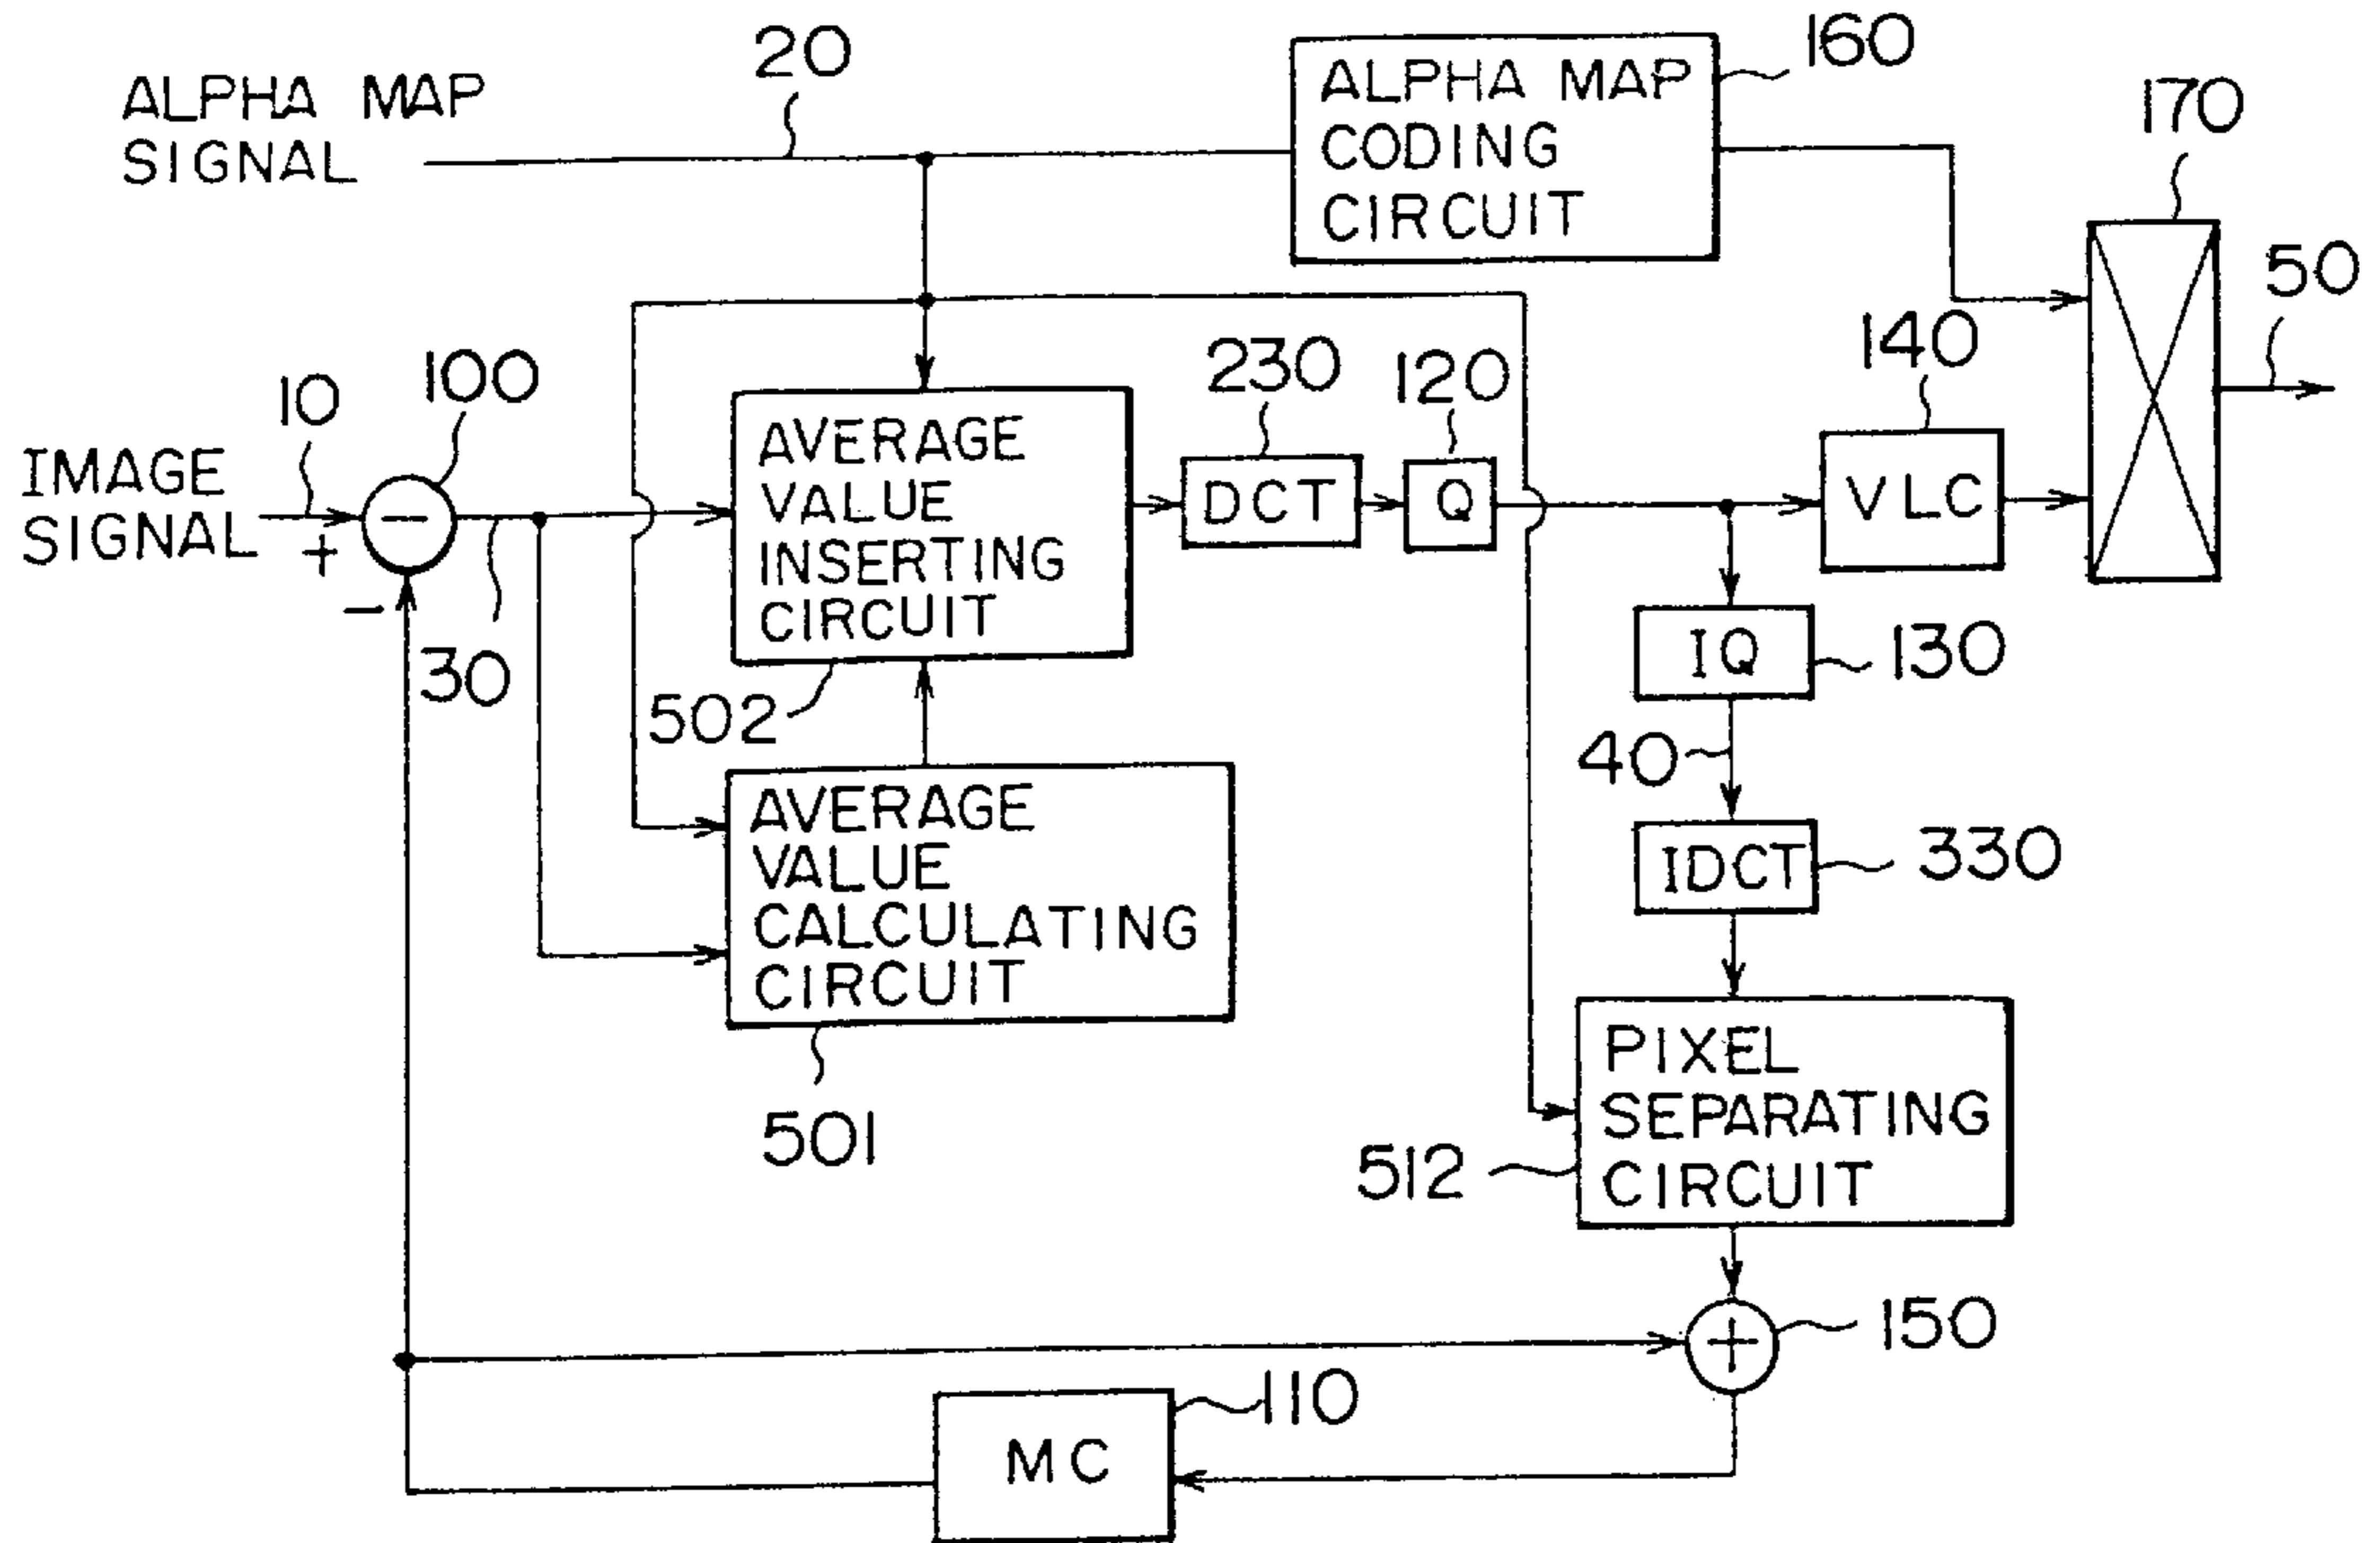 20
160
ALPHA MAP
SIGNAL
ALPHA MAP
CODING
CIRCUIT
170
50
10
100
230
120
140
IMAGE
SIGNAL
+
−
−
AVERAGE
VALUE
INSERTING
CIRCUIT
DCT
Q
VLC
30
502
IQ
130
40
AVERAGE
VALUE
CALCULATING
CIRCUIT
IDCT
330
501
PIXEL
SEPARATING
CIRCUIT
512
+
150
110
MC